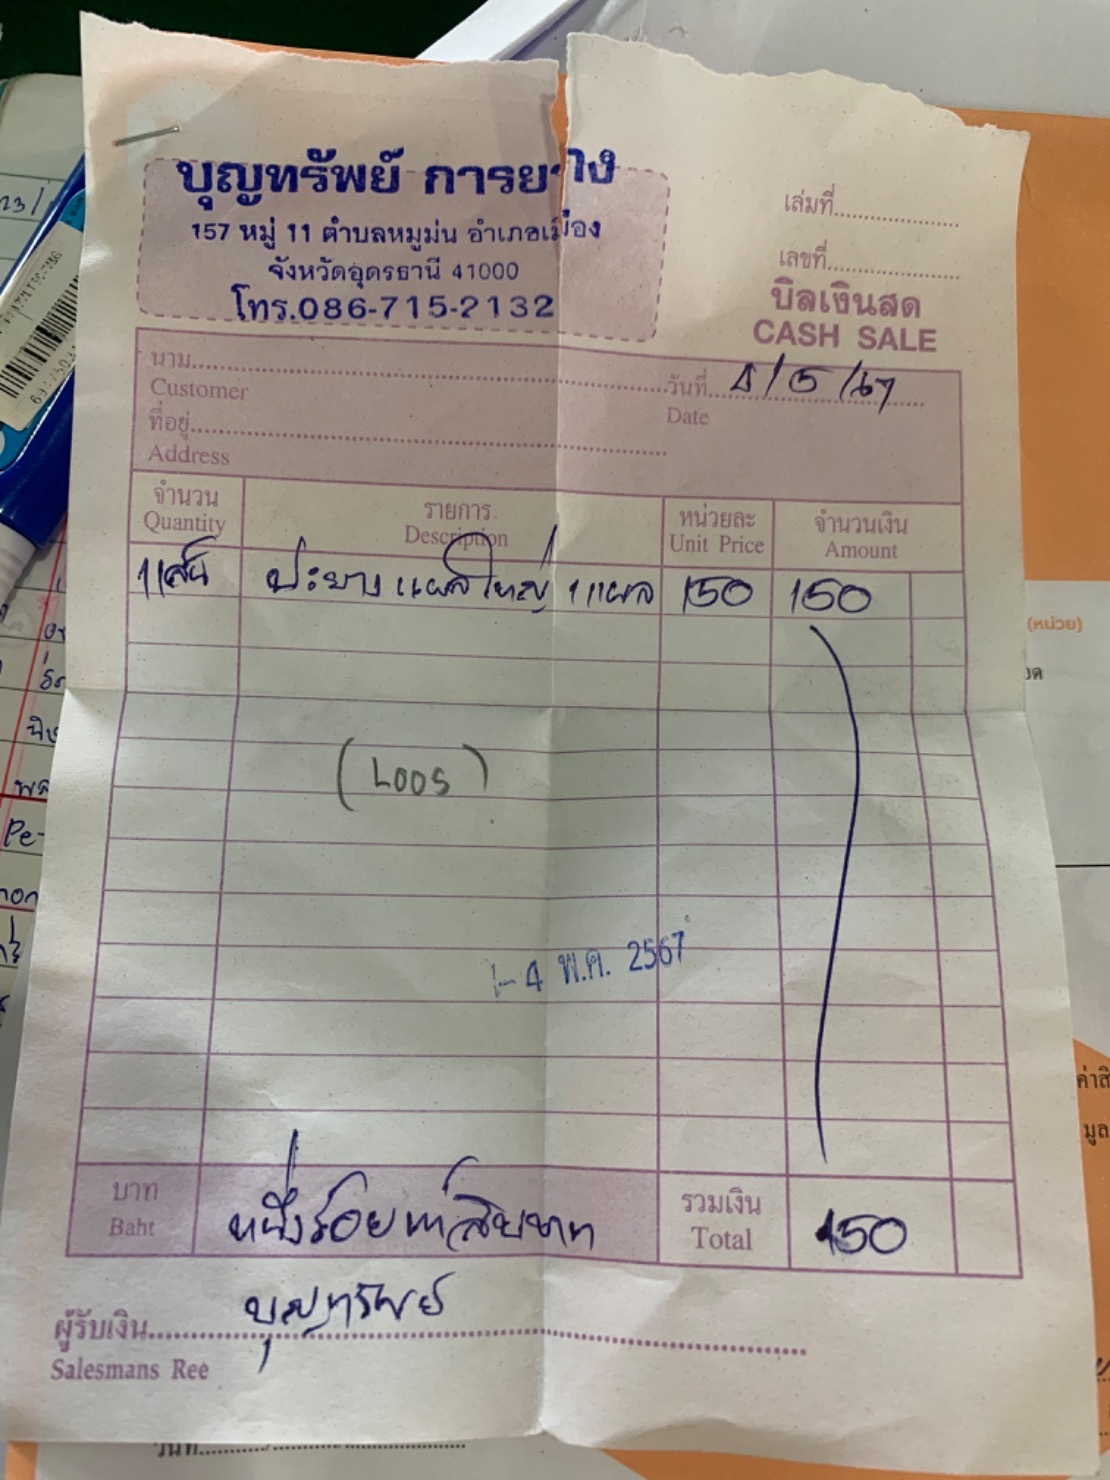 บุญทรัพย์ การยาง
157 หมู่ 11 ตำบลหมูม่น อำเภอเมือง
จังหวัดอุดรธานี 41000
โทร.086-715-2132
เล่มที่
เลขที่
บิลเงินสด
CASH SALE
นาม
Customer
วันที่ 4/5/67
Date
ที่อยู่
Address
จำนวน รายการ หน่วยละ จำนวนเงิน
Quantity Description Unit Price Amount
1 เส้น ปะยางแผลใหญ่ 1 แผล 150 150
(L005)
- 4 พ.ค. 2567
บาท หนึ่งร้อยห้าสิบบาท รวมเงิน 150
Baht Total
ผู้รับเงิน บุญทรัพย์
Salesmans Ree
(หน่วย)